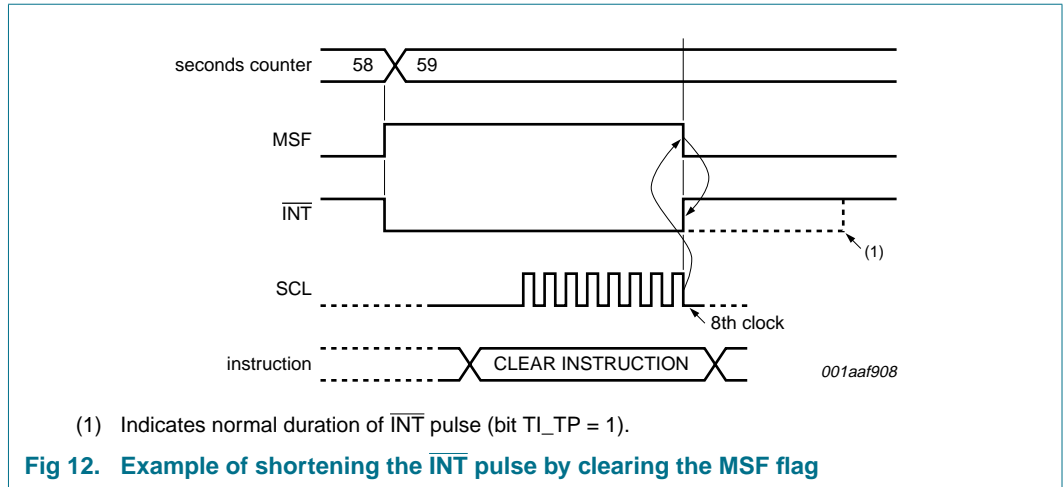 seconds counter 58 59
MSF
INT
(1)
SCL
8th clock
instruction CLEAR INSTRUCTION
001aaf908
(1) Indicates normal duration of INT pulse (bit TI_TP = 1).
Fig 12. Example of shortening the INT pulse by clearing the MSF flag